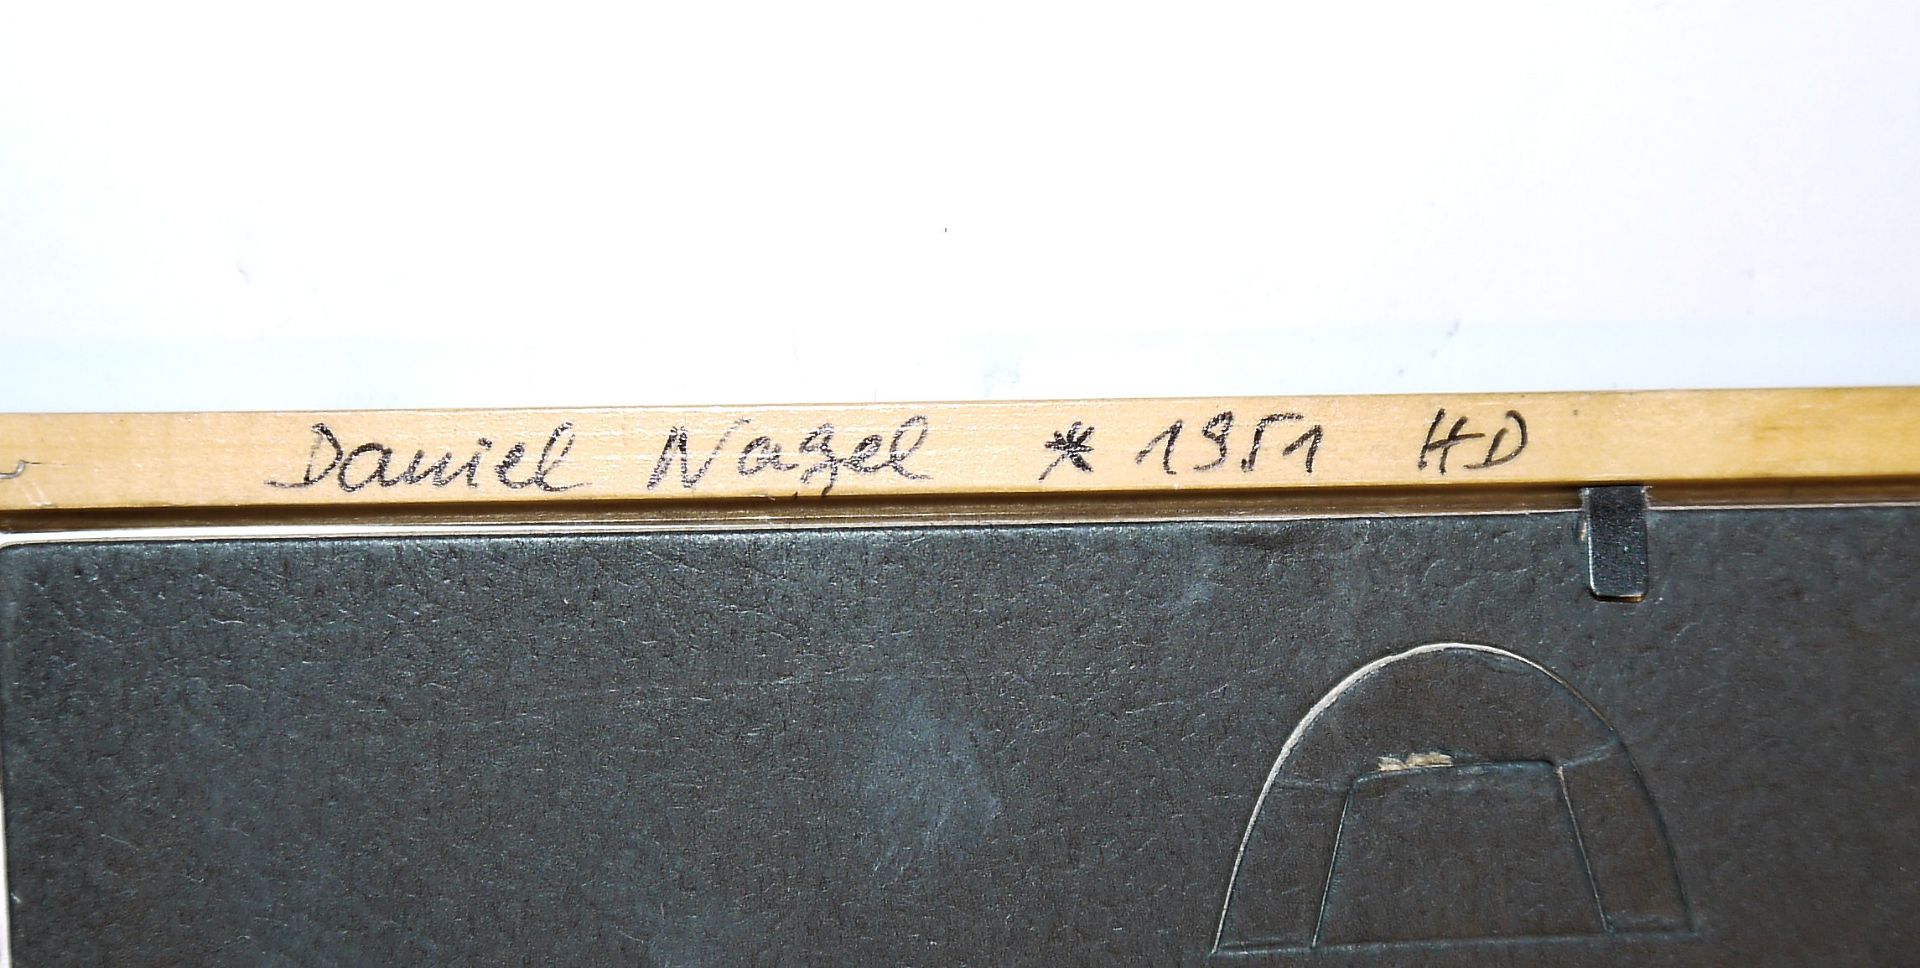 Daniel Nagel * 1951 HD